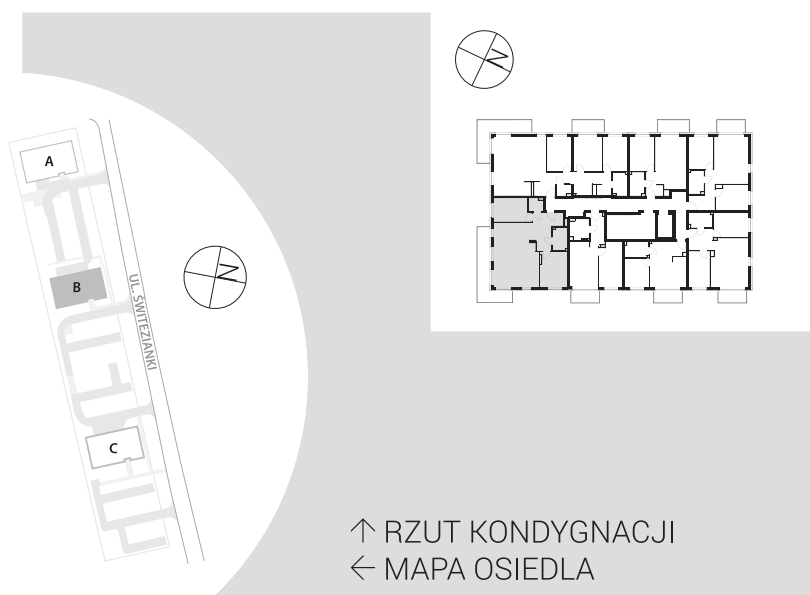 N
A
B
N
UL. ŚWITEZIANKI
C
↑ RZUT KONDYGNACJI
← MAPA OSIEDLA